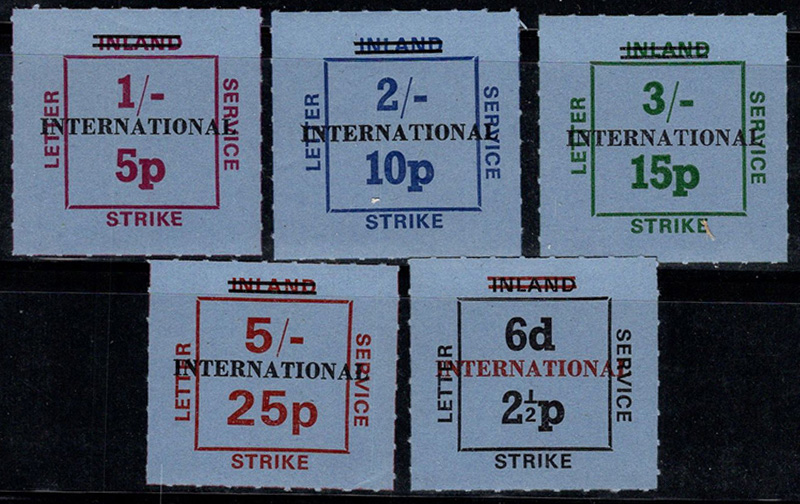 INLAND
1/-
LETTER
INTERNATIONAL
SERVICE
5p
STRIKE
INLAND
2/-
LETTER
INTERNATIONAL
SERVICE
10p
STRIKE
INLAND
3/-
LETTER
INTERNATIONAL
SERVICE
15p
STRIKE
INLAND
5/-
LETTER
INTERNATIONAL
SERVICE
25p
STRIKE
INLAND
6d
LETTER
INTERNATIONAL
SERVICE
2½p
STRIKE